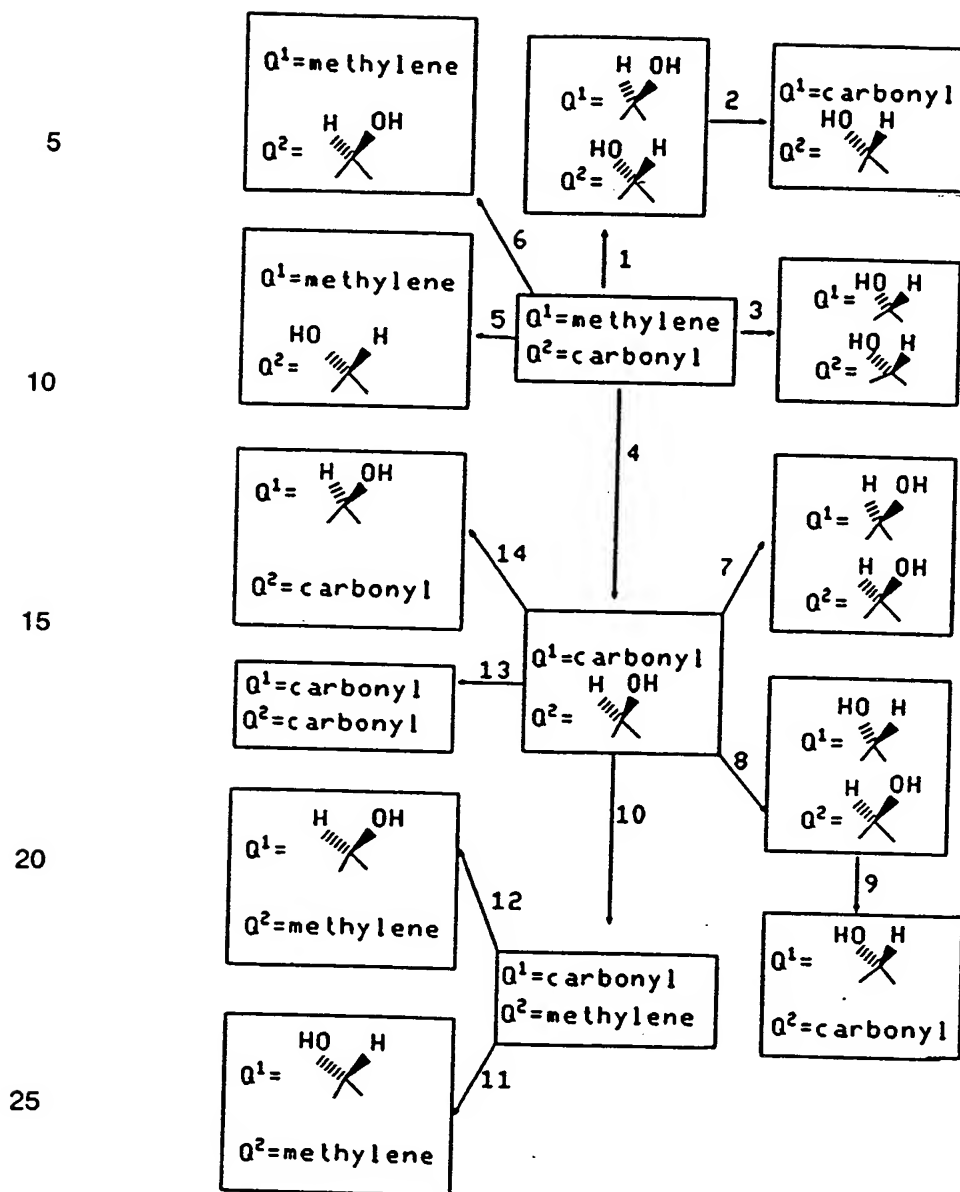 Q¹=methylene
H OH
Q²=
H OH
Q¹=
HO H
Q²=
2
Q¹=carbonyl
HO H
Q²=
5
6
1
Q¹=methylene
HO H
Q²=
5
Q¹=methylene
Q²=carbonyl
3
HO H
Q¹=
HO H
Q²=
10
4
H OH
Q¹=
Q²=carbonyl
14
7
H OH
Q¹=
H OH
Q²=
15
Q¹=carbonyl
Q²=carbonyl
13
Q¹=carbonyl
H OH
Q²=
8
HO H
Q¹=
H OH
Q²=
10
20
H OH
Q¹=
Q²=methylene
12
9
Q¹=carbonyl
Q²=methylene
HO H
Q¹=
Q²=carbonyl
25
HO H
Q¹=
Q²=methylene
11